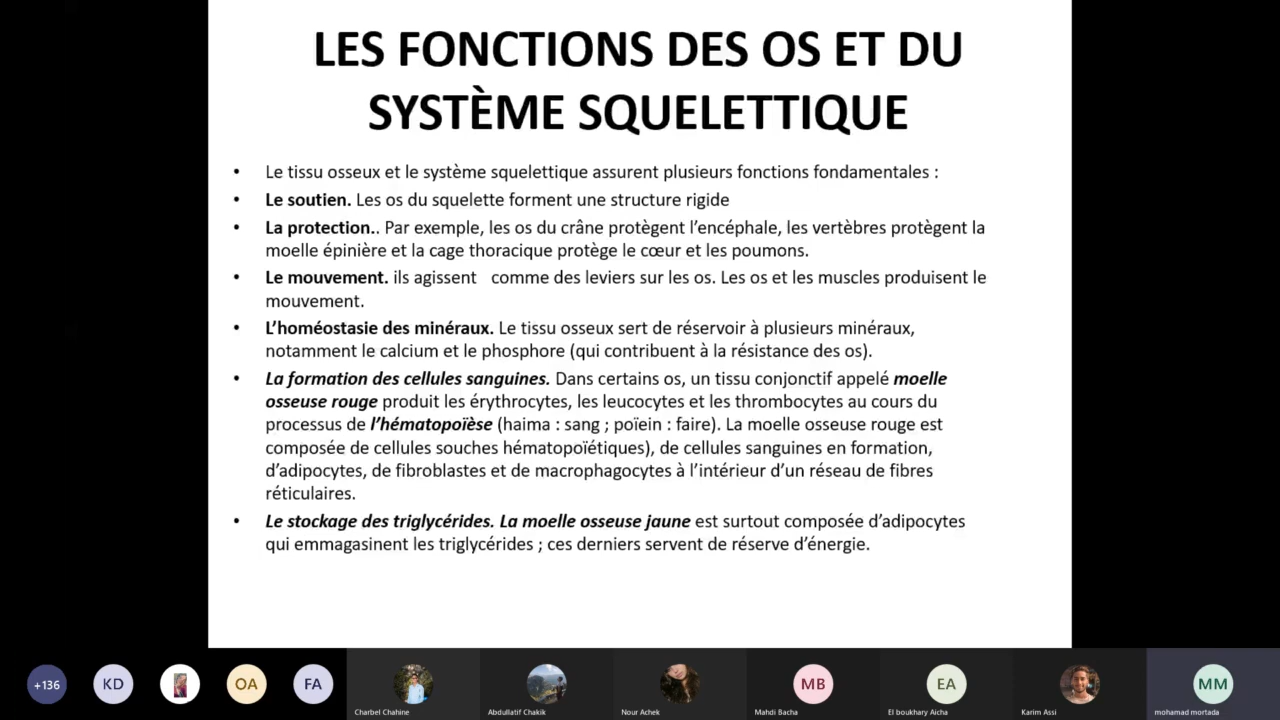 LES FONCTIONS DES OS ET DU
SYSTÈME SQUELETTIQUE
• Le tissu osseux et le système squelettique assurent plusieurs fonctions fondamentales :
• Le soutien. Les os du squelette forment une structure rigide
• La protection.. Par exemple, les os du crâne protègent l’encéphale, les vertèbres protègent la
moelle épinière et la cage thoracique protège le cœur et les poumons.
• Le mouvement. ils agissent comme des leviers sur les os. Les os et les muscles produisent le
mouvement.
• L’homéostasie des minéraux. Le tissu osseux sert de réservoir à plusieurs minéraux,
notamment le calcium et le phosphore (qui contribuent à la résistance des os).
• La formation des cellules sanguines. Dans certains os, un tissu conjonctif appelé moelle
osseuse rouge produit les érythrocytes, les leucocytes et les thrombocytes au cours du
processus de l’hématopoïèse (haima : sang ; poïein : faire). La moelle osseuse rouge est
composée de cellules souches hématopoïétiques), de cellules sanguines en formation,
d’adipocytes, de fibroblastes et de macrophagocytes à l’intérieur d’un réseau de fibres
réticulaires.
• Le stockage des triglycérides. La moelle osseuse jaune est surtout composée d’adipocytes
qui emmagasinent les triglycérides ; ces derniers servent de réserve d’énergie.
+136 KD OA FA MB EA MM
Charbel Chahine Abdullatif Chakik Nour Achek Mahdi Bacha El boukhary Aicha Karim Assi mohamad mortada